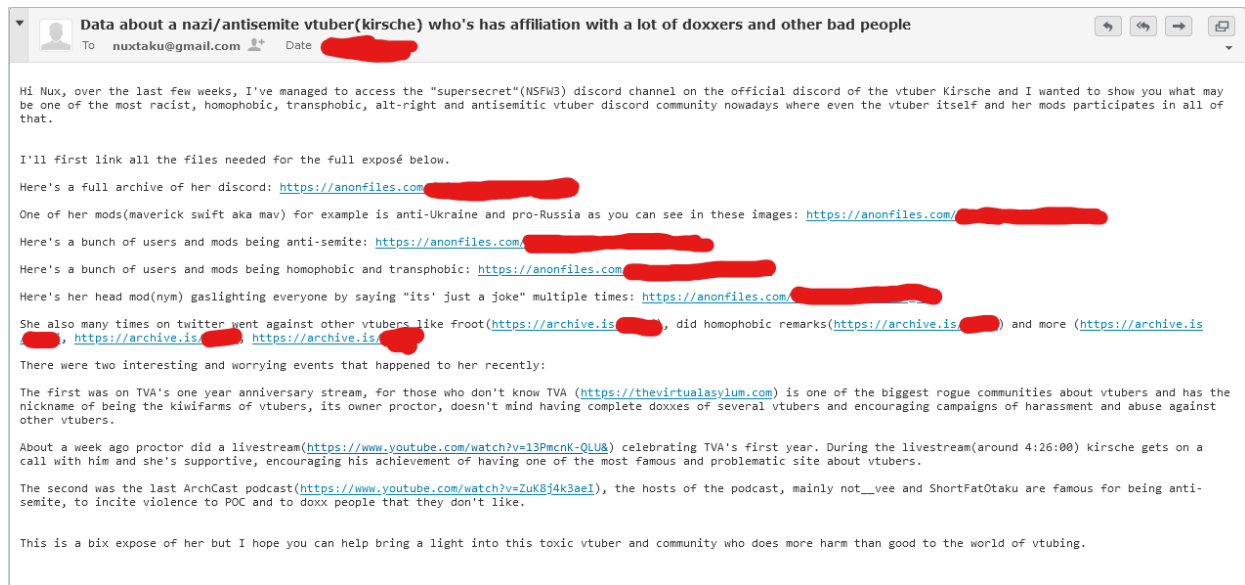 Data about a nazi/antisemite vtuber(kirsche) who's has affiliation with a lot of doxxers and other bad people
To nuxtaku@gmail.com Date
Hi Nux, over the last few weeks, I've managed to access the "supersecret"(NSFW3) discord channel on the official discord of the vtuber Kirsche and I wanted to show you what may
be one of the most racist, homophobic, transphobic, alt-right and antisemitic vtuber discord community nowadays where even the vtuber itself and her mods participates in all of
that.
I'll first link all the files needed for the full exposé below.
Here's a full archive of her discord: https://anonfiles.com
One of her mods(maverick swift aka mav) for example is anti-Ukraine and pro-Russia as you can see in these images: https://anonfiles.com/
Here's a bunch of users and mods being anti-semite: https://anonfiles.com/
Here's a bunch of users and mods being homophobic and transphobic: https://anonfiles.com
Here's her head mod(nym) gaslighting everyone by saying "its' just a joke" multiple times: https://anonfiles.com/
She also many times on twitter went against other vtubers like froot(https://archive.is/ ), did homophobic remarks(https://archive.is/ ) and more (https://archive.is
, https://archive.is/ , https://archive.is/ )
There were two interesting and worrying events that happened to her recently:
The first was on TVA's one year anniversary stream, for those who don't know TVA (https://thevirtualasylum.com) is one of the biggest rogue communities about vtubers and has the
nickname of being the kiwifarms of vtubers, its owner proctor, doesn't mind having complete doxxes of several vtubers and encouraging campaigns of harassment and abuse against
other vtubers.
About a week ago proctor did a livestream(https://www.youtube.com/watch?v=13PmcnK-QLU&) celebrating TVA's first year. During the livestream(around 4:26:00) kirsche gets on a
call with him and she's supportive, encouraging his achievement of having one of the most famous and problematic site about vtubers.
The second was the last ArchCast podcast(https://www.youtube.com/watch?v=ZuK8j4k3aeI), the hosts of the podcast, mainly not__vee and ShortFatOtaku are famous for being anti-
semite, to incite violence to POC and to doxx people that they don't like.
This is a bix expose of her but I hope you can help bring a light into this toxic vtuber and community who does more harm than good to the world of vtubing.